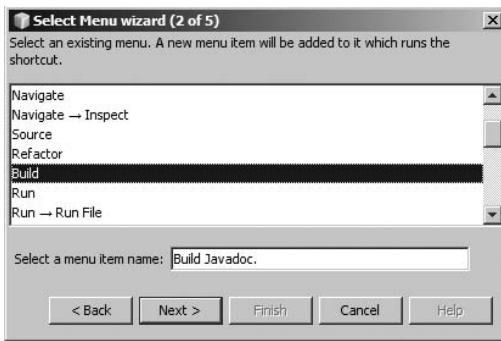 Select Menu wizard (2 of 5)
Select an existing menu. A new menu item will be added to it which runs the
shortcut.
Navigate
Navigate → Inspect
Source
Refactor
Build
Run
Run → Run File
Select a menu item name: Build Javadoc.
< Back Next > Finish Cancel Help